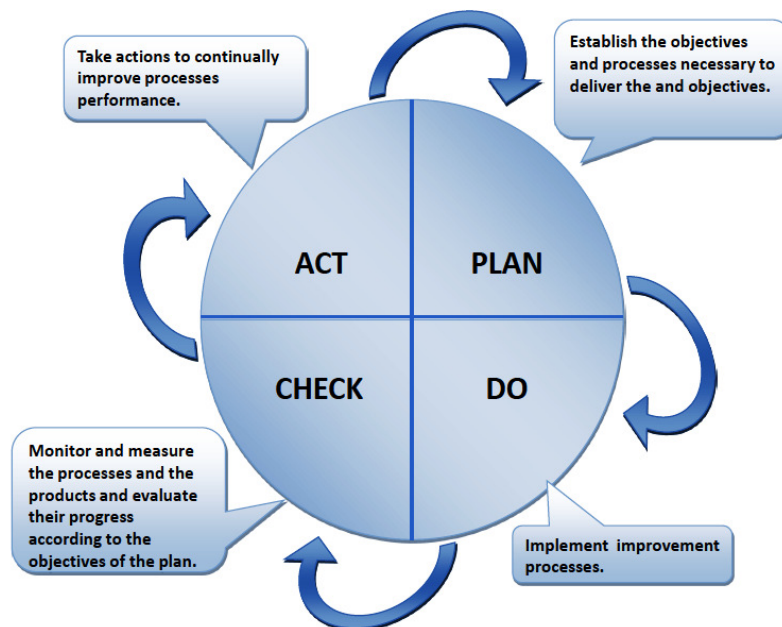 Take actions to continually
improve processes
performance.
Establish the objectives
and processes necessary to
deliver the and objectives.
ACT
PLAN
CHECK
DO
Monitor and measure
the processes and the
products and evaluate
their progress
according to the
objectives of the plan.
Implement improvement
processes.